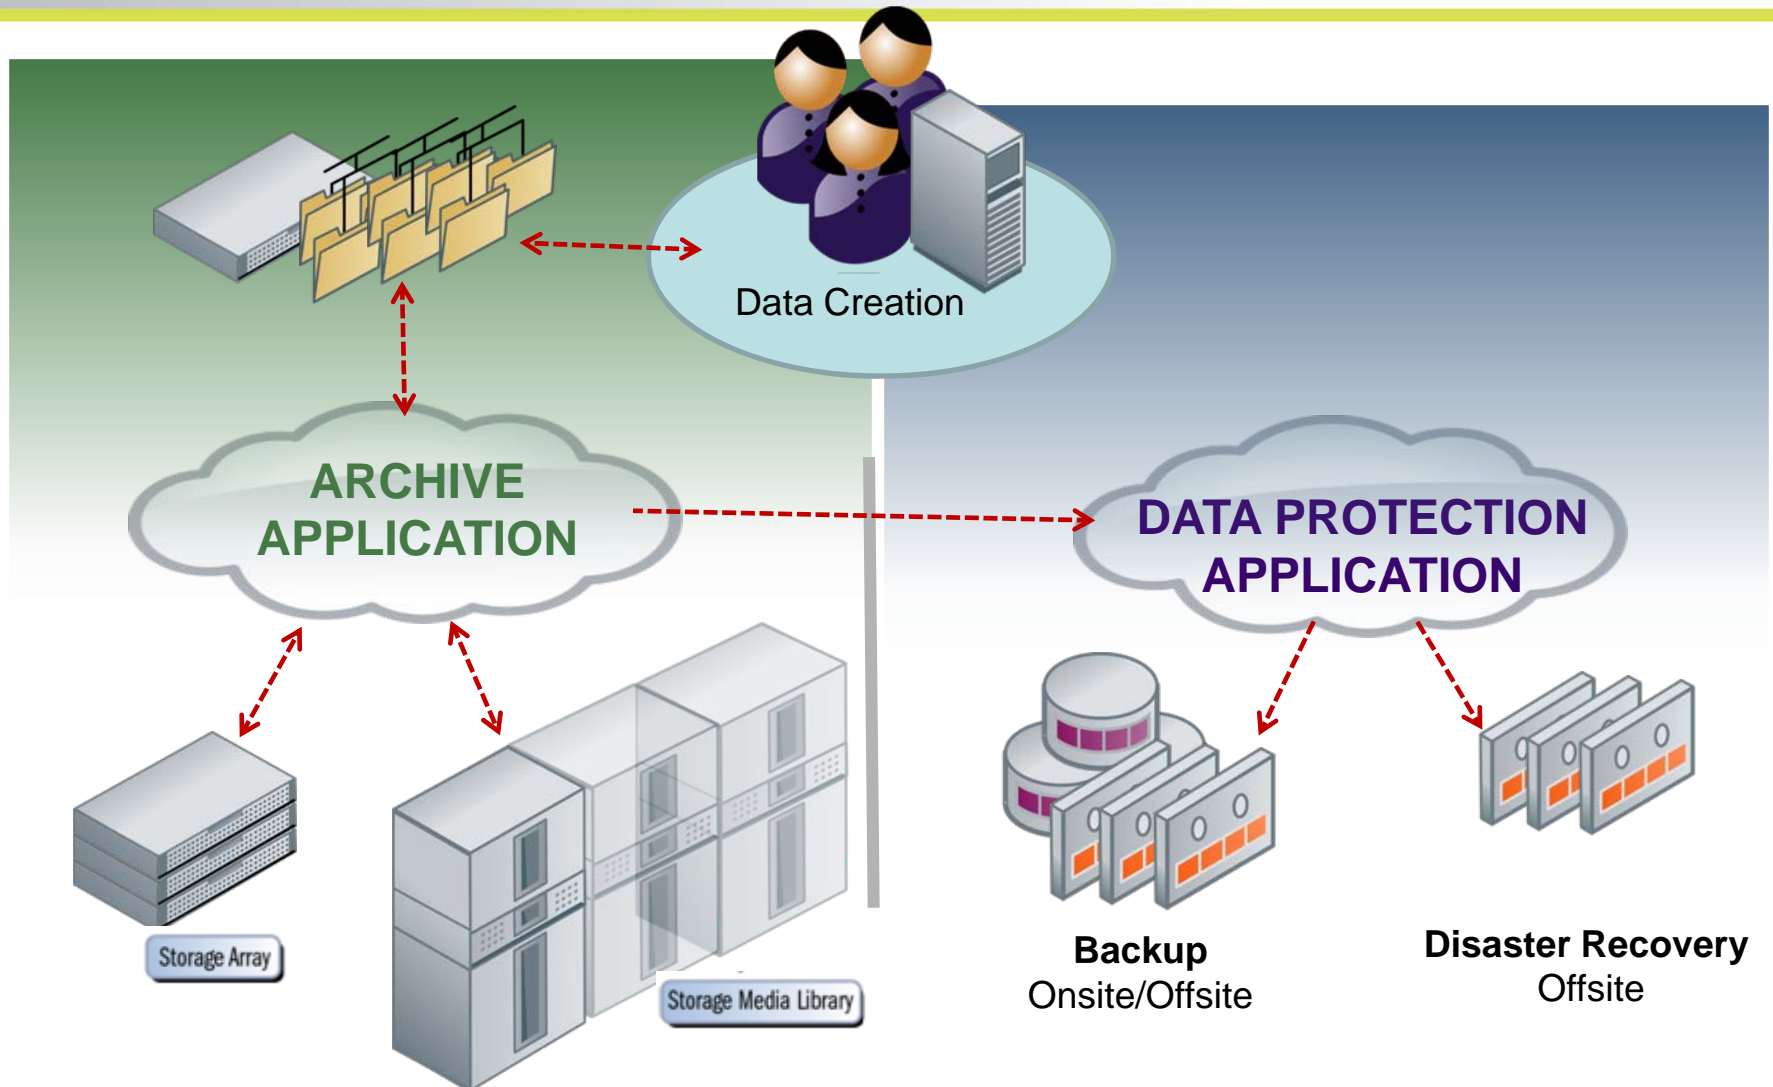 Data Creation
ARCHIVE
APPLICATION
DATA PROTECTION
APPLICATION
Storage Array
Storage Media Library
Backup
Onsite/Offsite
Disaster Recovery
Offsite